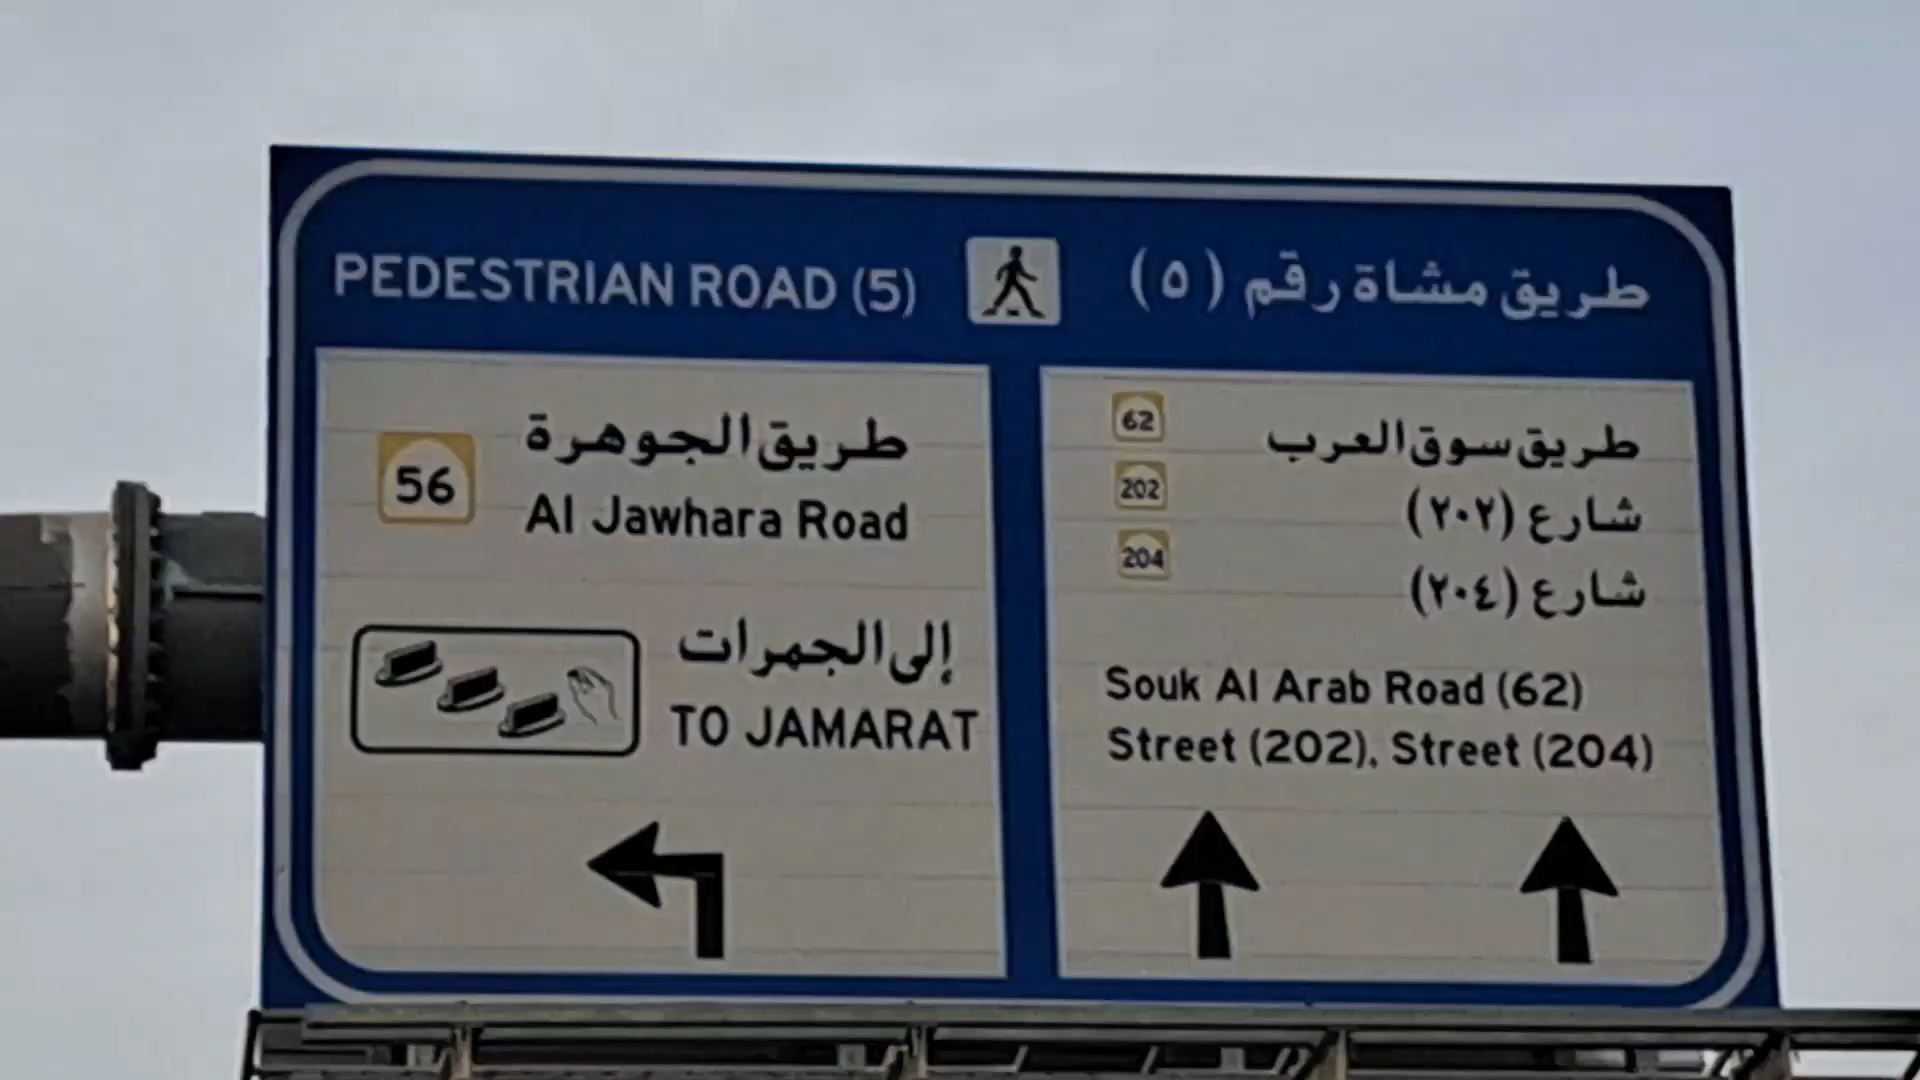 PEDESTRIAN ROAD (5)
طريق مشاة رقم (٥)
56
طريق الجوهرة
Al Jawhara Road
إلى الجمرات
TO JAMARAT
62
طريق سوق العرب
202
شارع (٢٠٢)
204
شارع (٢٠٤)
Souk Al Arab Road (62)
Street (202), Street (204)